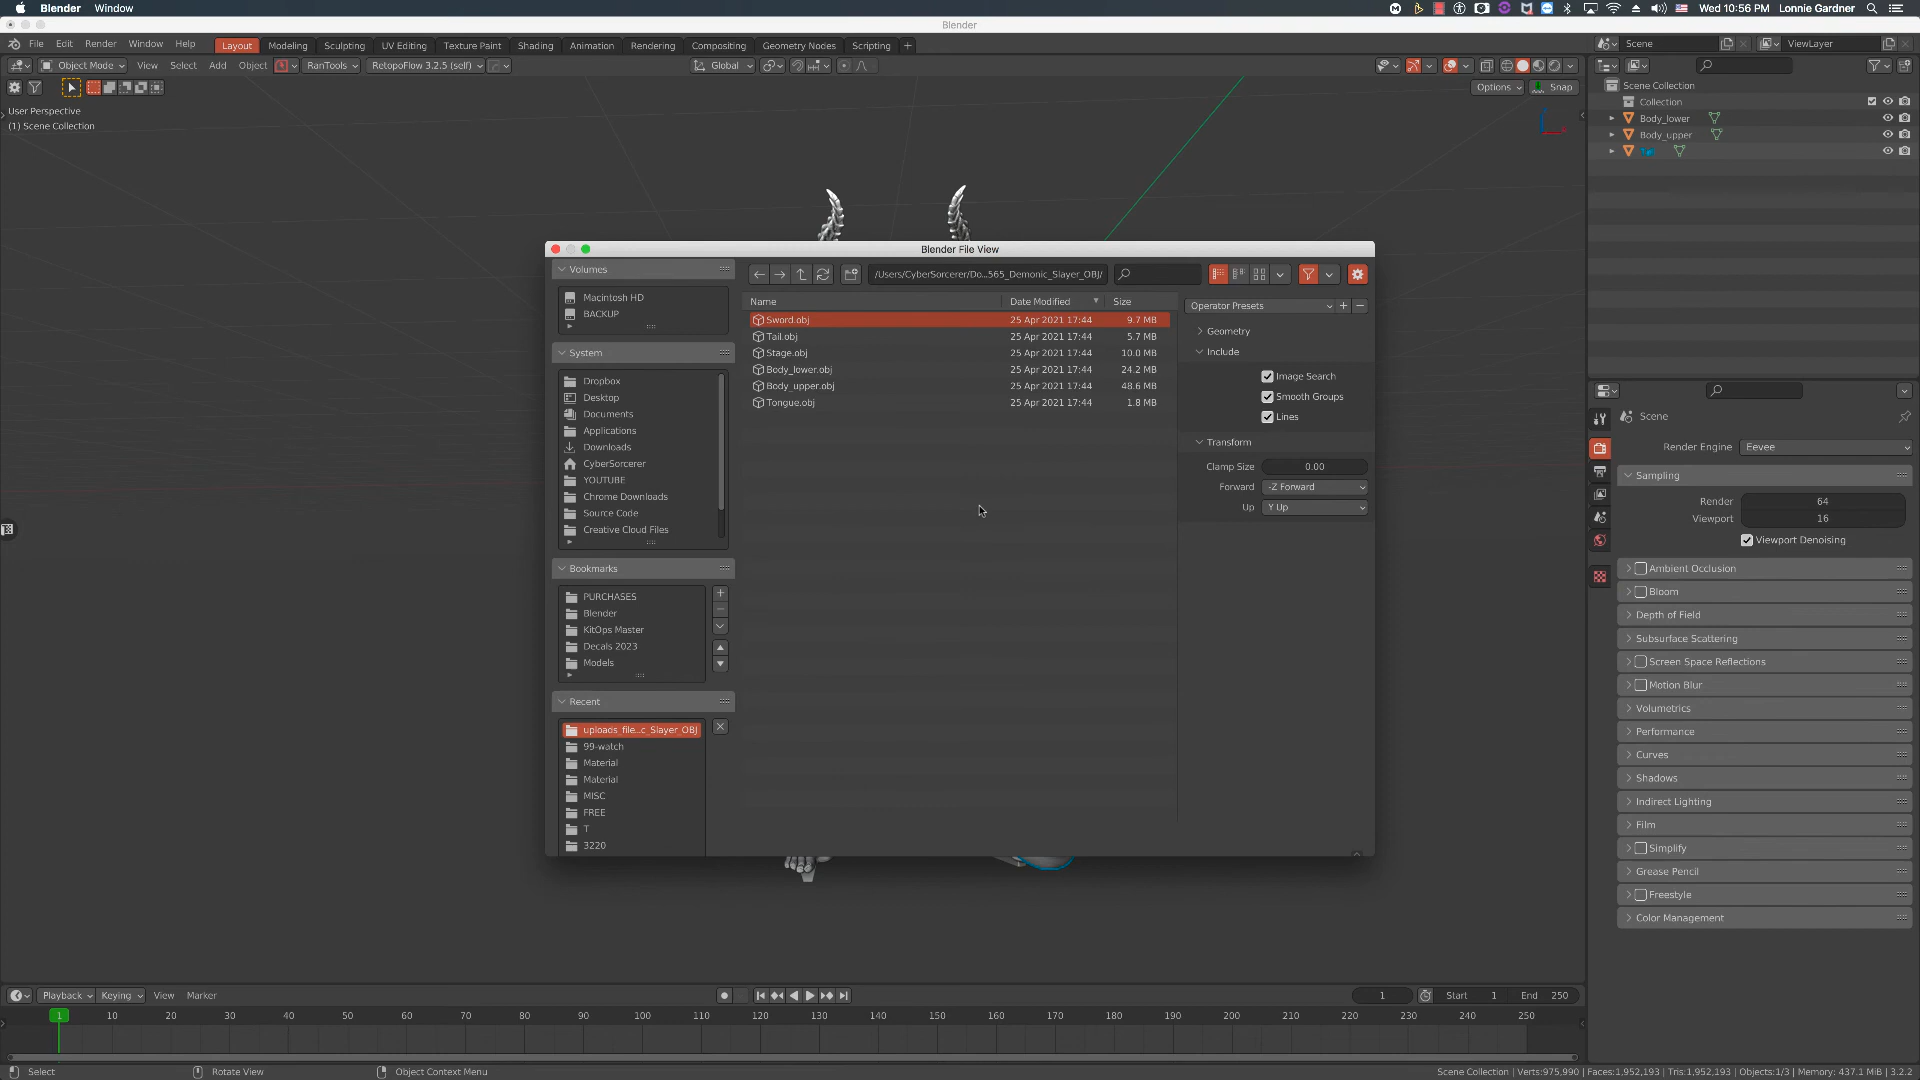 Blender Window Wed 10:56 PM Lonnie Gardner
Blender
File Edit Render Window Help Layout Modeling Sculpting UV Editing Texture Paint Shading Animation Rendering Compositing Geometry Nodes Scripting + Scene ViewLayer
Object Mode View Select Add Object RanTools RetopoFlow 3.2.5 (self) Global
Options Snap
User Perspective
(1) Scene Collection
Scene Collection
Collection
Body_lower
Body_upper
Blender File View
Volumes
Macintosh HD
BACKUP
System
Dropbox
Desktop
Documents
Applications
Downloads
CyberSorcerer
YOUTUBE
Chrome Downloads
Source Code
Creative Cloud Files
Bookmarks
PURCHASES
Blender
KitOps Master
Decals 2023
Models
Recent
uploads_file...c_Slayer_OBJ
99-watch
Material
Material
MISC
FREE
T
3220
/Users/CyberSorcerer/Do...565_Demonic_Slayer_OBJ/
Name Date Modified Size
Sword.obj 25 Apr 2021 17:44 9.7 MB
Tail.obj 25 Apr 2021 17:44 5.7 MB
Stage.obj 25 Apr 2021 17:44 10.0 MB
Body_lower.obj 25 Apr 2021 17:44 24.2 MB
Body_upper.obj 25 Apr 2021 17:44 48.6 MB
Tongue.obj 25 Apr 2021 17:44 1.8 MB
Operator Presets
Geometry
Include
Image Search
Smooth Groups
Lines
Transform
Clamp Size 0.00
Forward -Z Forward
Up Y Up
Scene
Render Engine Eevee
Sampling
Render 64
Viewport 16
Viewport Denoising
Ambient Occlusion
Bloom
Depth of Field
Subsurface Scattering
Screen Space Reflections
Motion Blur
Volumetrics
Performance
Curves
Shadows
Indirect Lighting
Film
Simplify
Grease Pencil
Freestyle
Color Management
Playback Keying View Marker 1 Start 1 End 250
1 10 20 30 40 50 60 70 80 90 100 110 120 130 140 150 160 170 180 190 200 210 220 230 240 250
Select Rotate View Object Context Menu Scene Collection | Verts:975,990 | Faces:1,952,193 | Tris:1,952,193 | Objects:1/3 | Memory: 437.1 MiB | 3.2.2